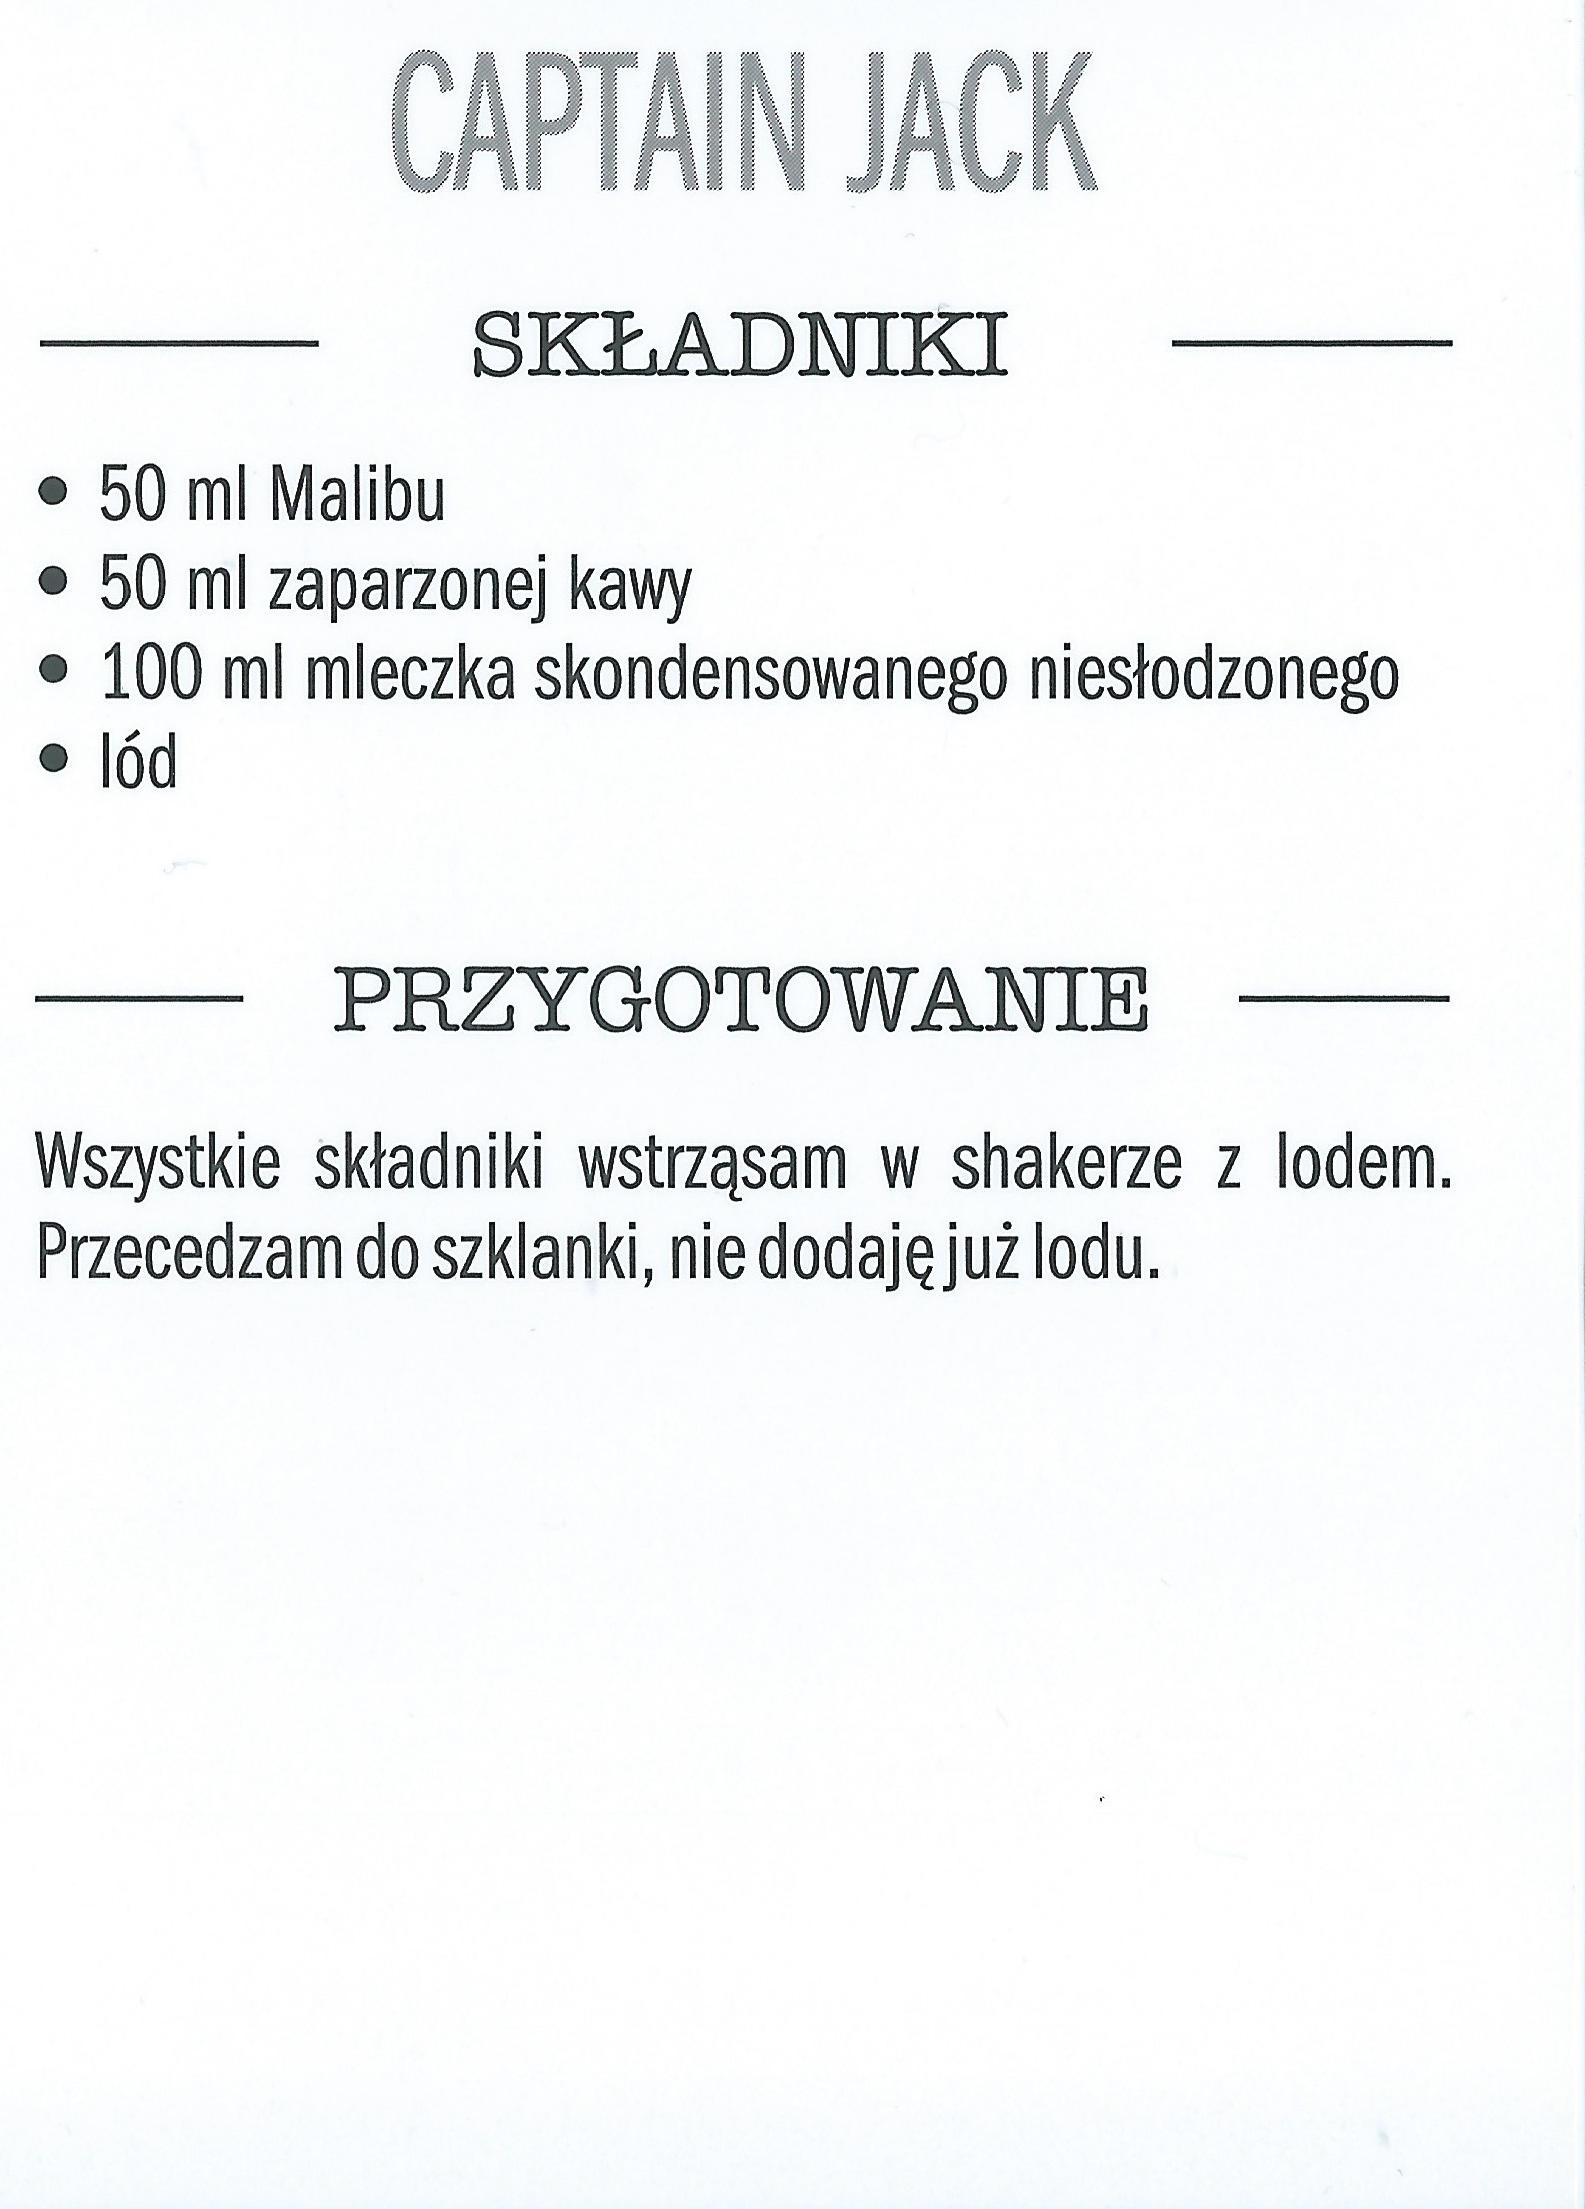 CAPTAIN JACK
SKŁADNIKI
• 50 ml Malibu
• 50 ml zaparzonej kawy
• 100 ml mleczka skondensowanego niesłodzonego
• lód
PRZYGOTOWANIE
Wszystkie składniki wstrząsam w shakerze z lodem.
Przecedzam do szklanki, nie dodaję już lodu.